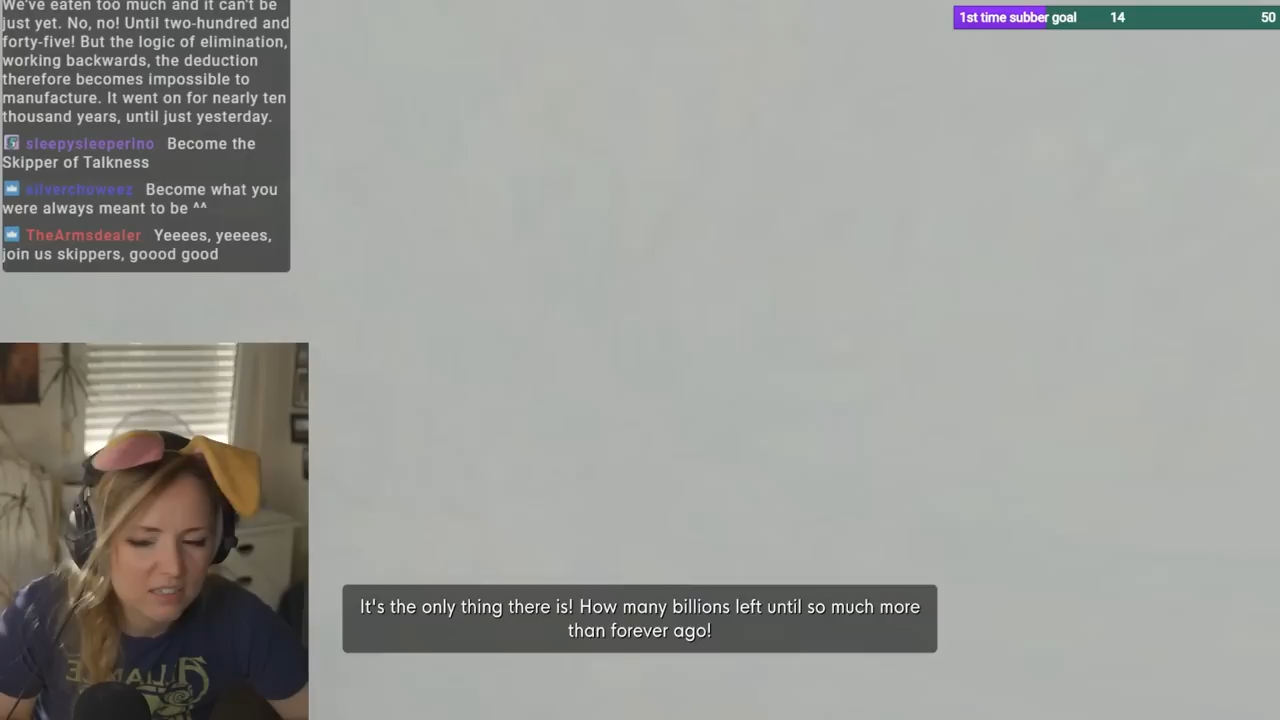 We've eaten too much and it can't be
just yet. No, no! Until two-hundred and
forty-five! But the logic of elimination,
working backwards, the deduction
therefore becomes impossible to
manufacture. It went on for nearly ten
thousand years, until just yesterday.
sleepysleeperino Become the
Skipper of Talkness
silverchoweez Become what you
were always meant to be ^^
TheArmsdealer Yeeees, yeeees,
join us skippers, goood good
1st time subber goal 14 50
It's the only thing there is! How many billions left until so much more
than forever ago!
ALLIANCE